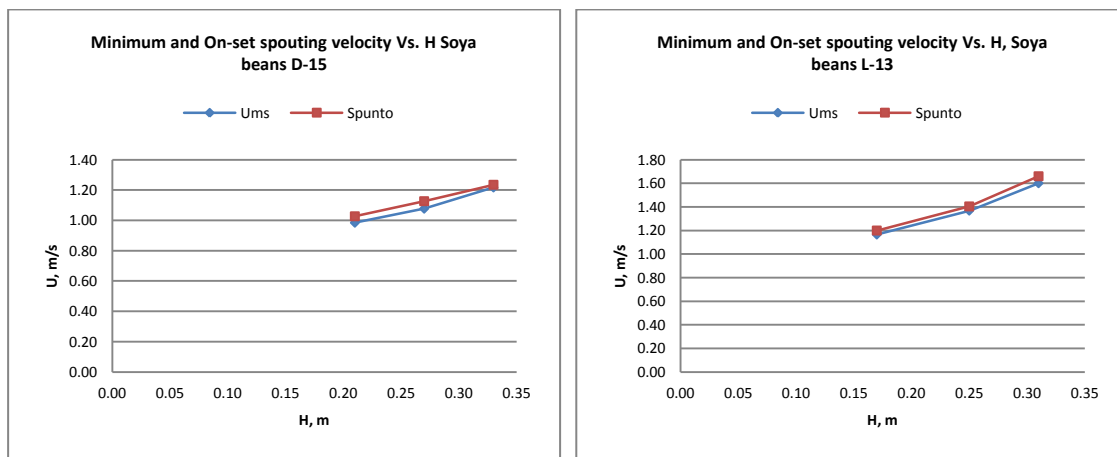 Minimum and On-set spouting velocity Vs. H Soya
beans D-15
Ums
Spunto
1.40
1.20
1.00
0.80
0.60
0.40
0.20
0.00
U, m/s
0.00 0.05 0.10 0.15 0.20 0.25 0.30 0.35
H, m
Minimum and On-set spouting velocity Vs. H, Soya
beans L-13
Ums
Spunto
1.80
1.60
1.40
1.20
1.00
0.80
0.60
0.40
0.20
0.00
U, m/s
0.00 0.05 0.10 0.15 0.20 0.25 0.30 0.35
H, m